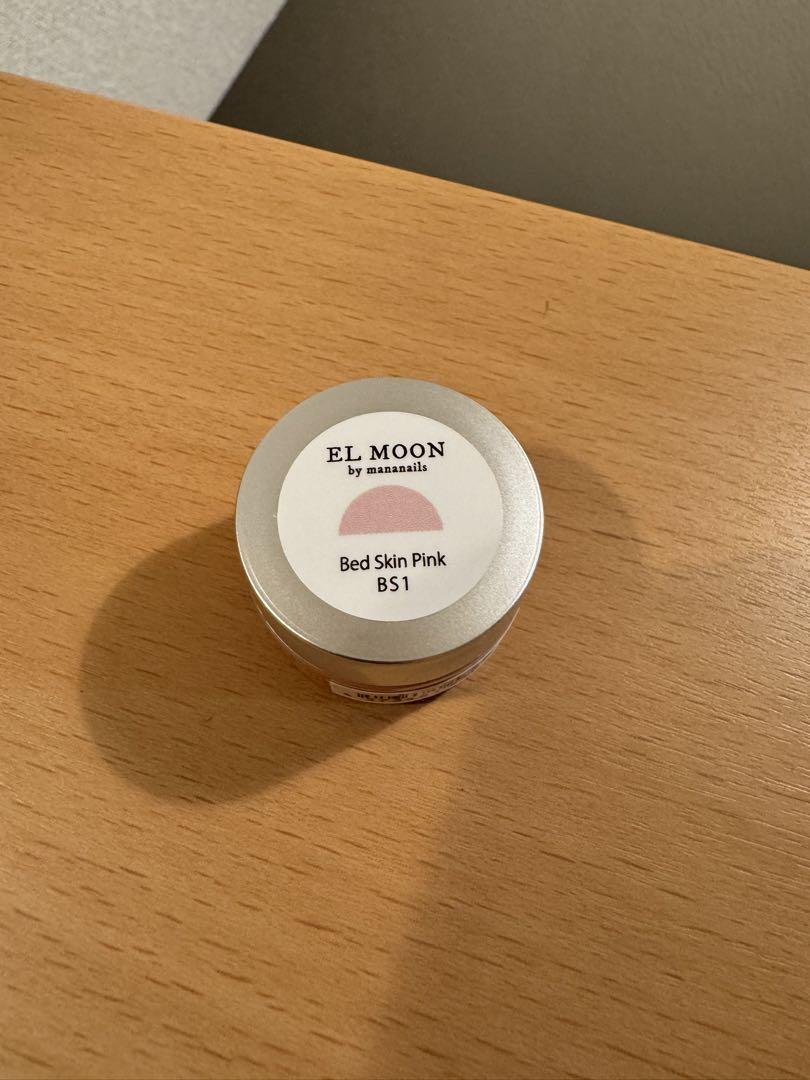 EL MOON
by mananails
Bed Skin Pink
BS1